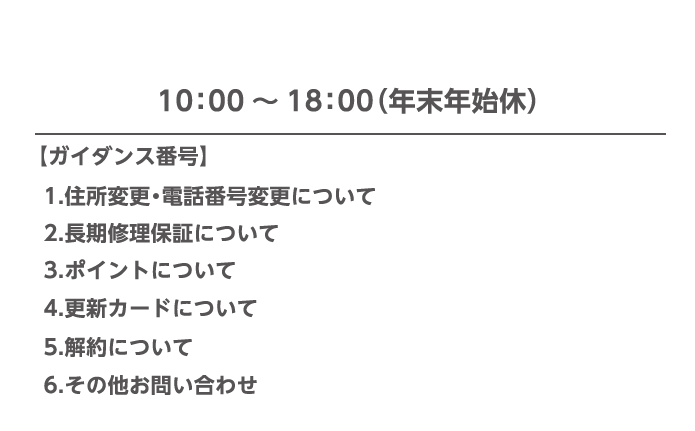 10:00 〜 18:00(年末年始休)
【ガイダンス番号】
1.住所変更・電話番号変更について
2.長期修理保証について
3.ポイントについて
4.更新カードについて
5.解約について
6.その他お問い合わせ